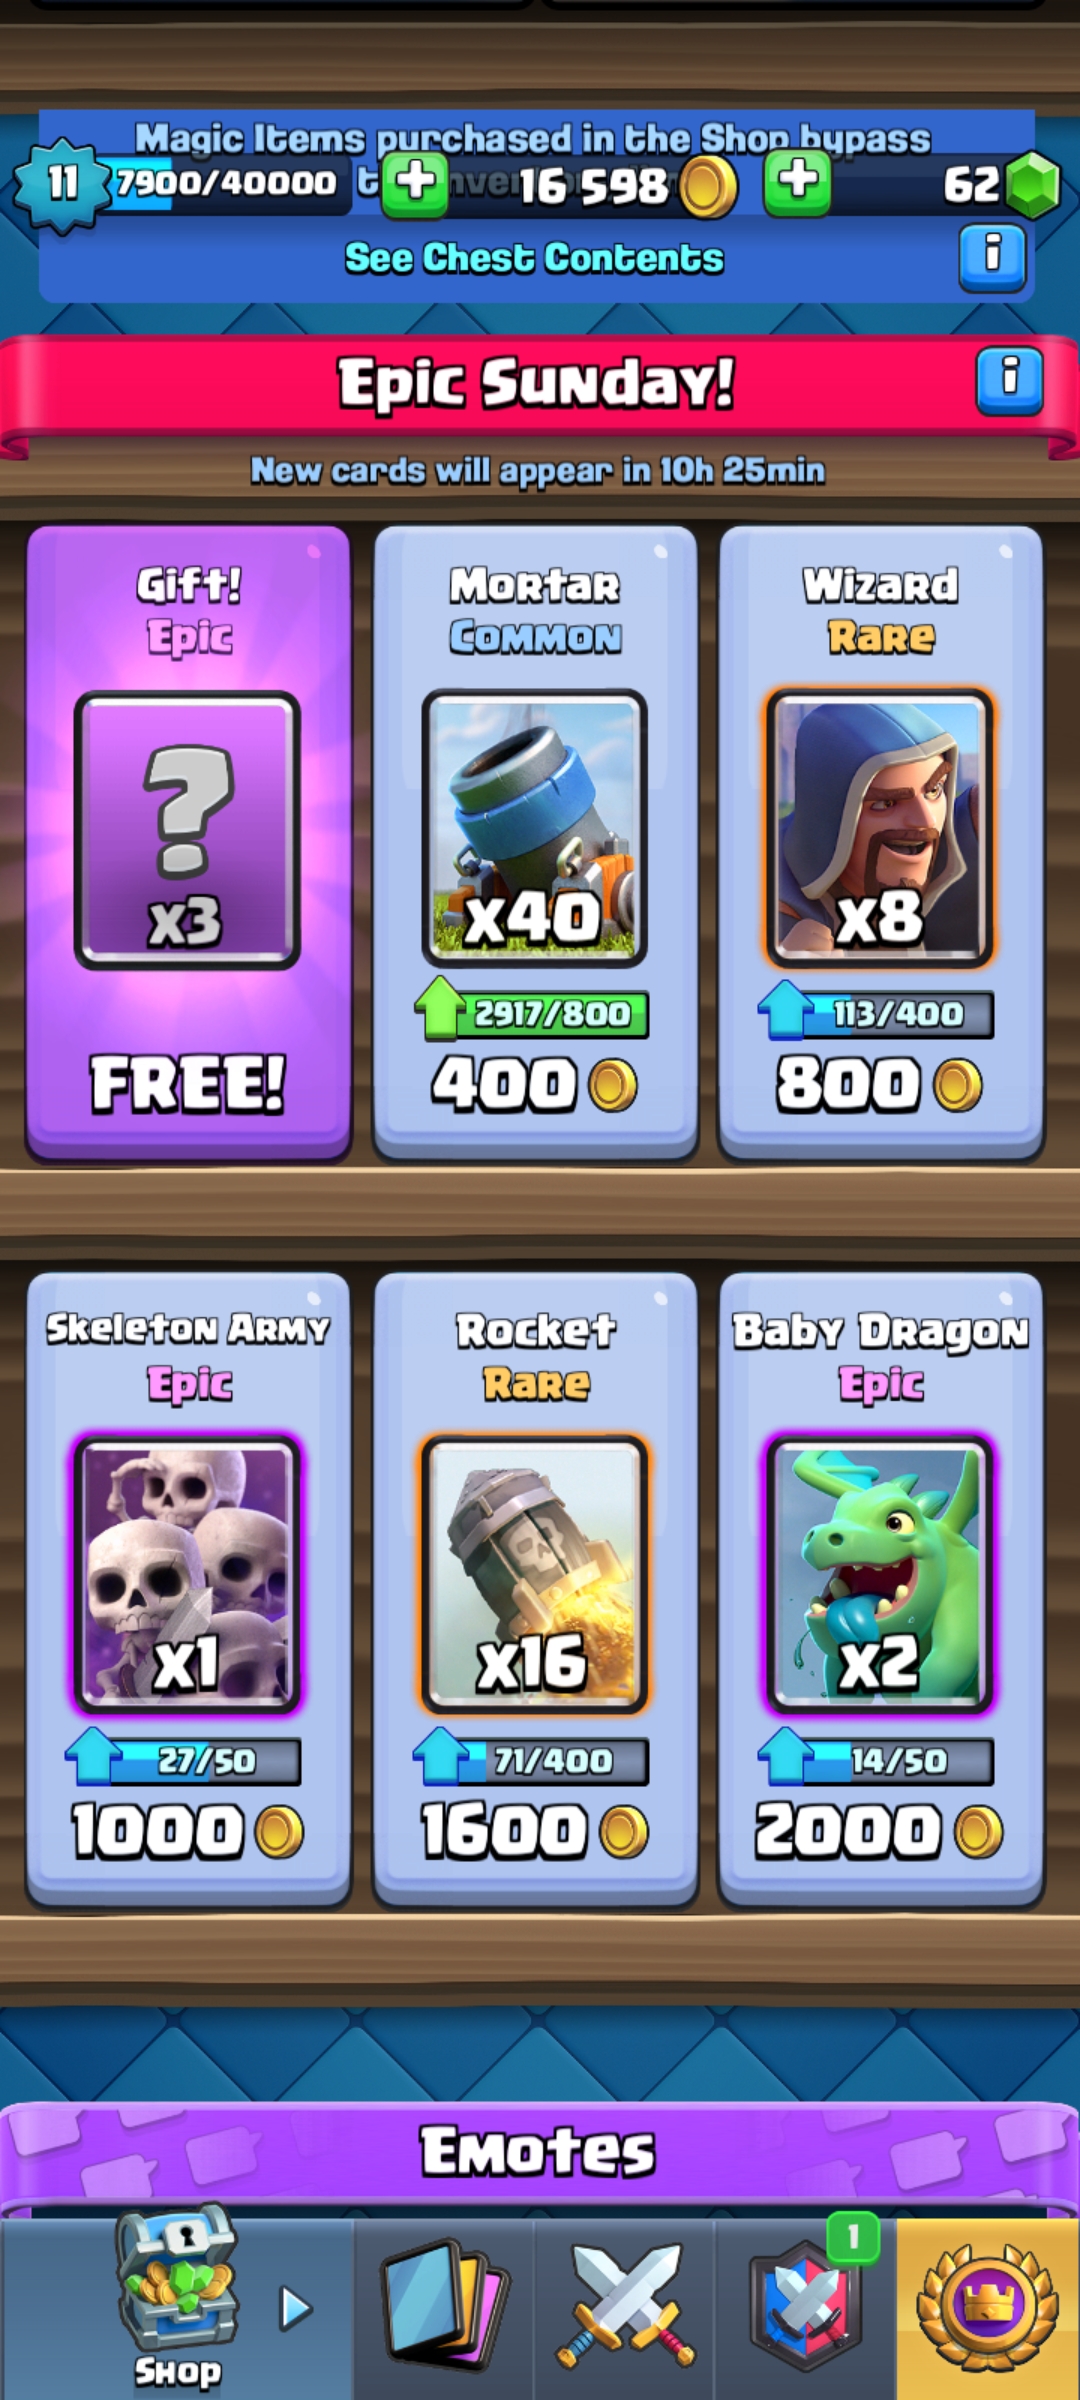 Magic Items purchased in the Shop bypass
11
7900/40000
16 598
62
See Chest Contents
i
Epic Sunday!
i
New cards will appear in 10h 25min
Gift!
Epic
?
x3
FREE!
Mortar
Common
x40
2917/800
400
Wizard
Rare
x8
113/400
800
Skeleton Army
Epic
x1
27/50
1000
Rocket
Rare
x16
71/400
1600
Baby Dragon
Epic
x2
14/50
2000
Emotes
1
Shop